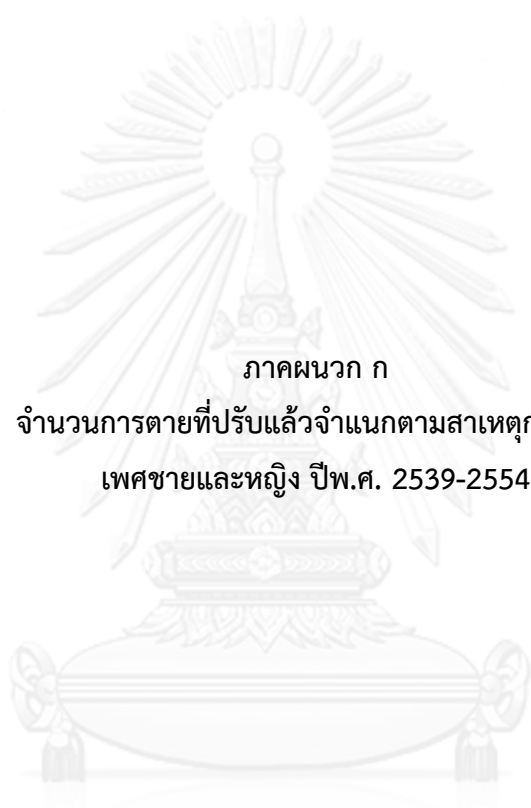 ภาคผนวก ก
จำนวนการตายที่ปรับแล้วจำแนกตามสาเหตุก
เพศชายและหญิง ปีพ.ศ. 2539-2554